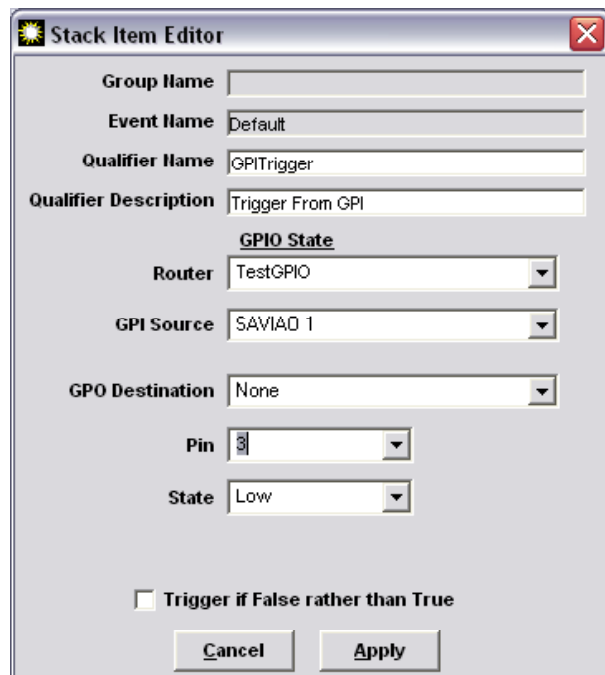 Stack Item Editor
Group Name
Event Name Default
Qualifier Name GPITrigger
Qualifier Description Trigger From GPI
GPIO State
Router TestGPIO
GPI Source SAVIAO 1
GPO Destination None
Pin 3
State Low
Trigger if False rather than True
Cancel Apply